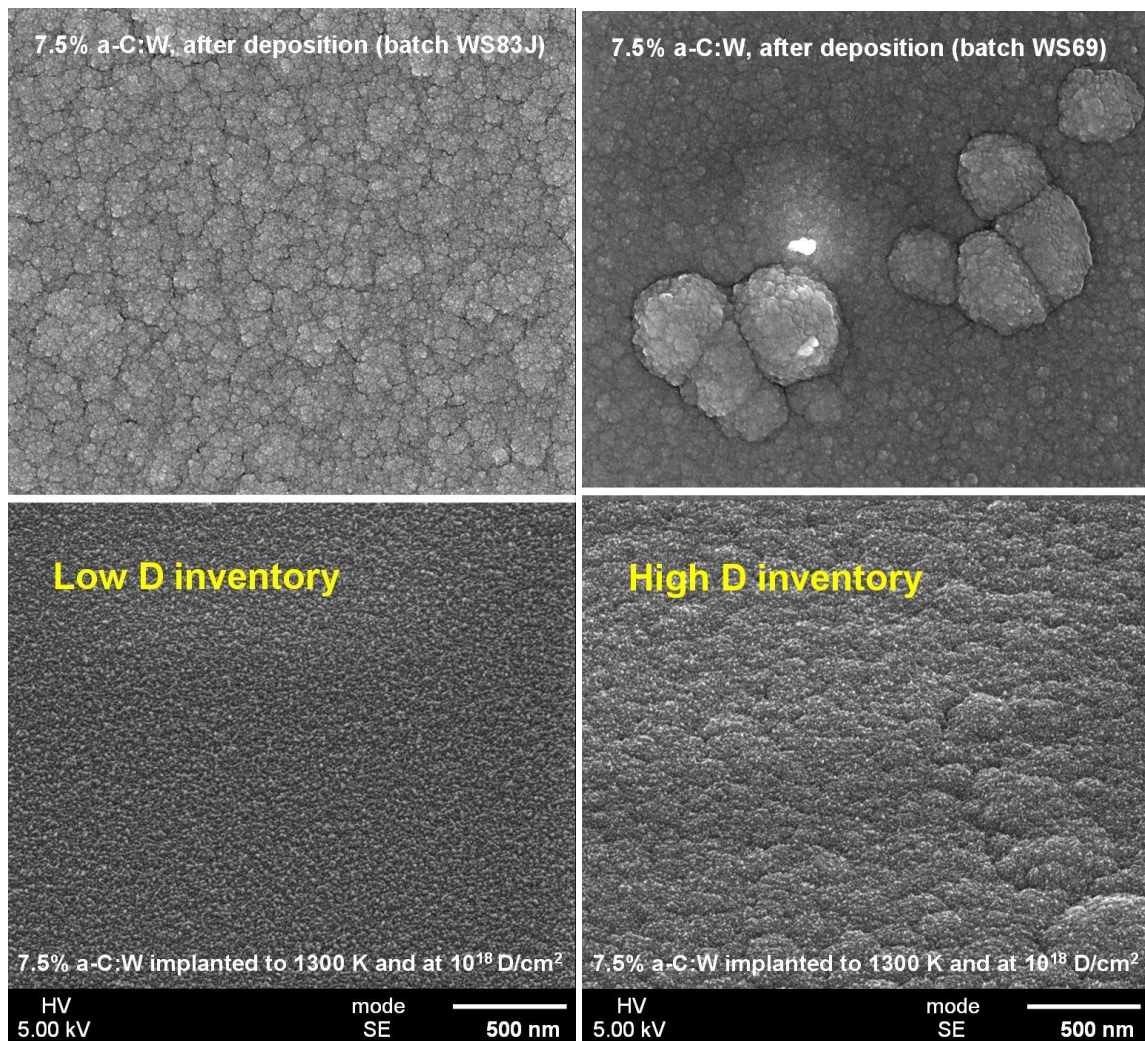 7.5% a-C:W, after deposition (batch WS83J)
7.5% a-C:W, after deposition (batch WS69)
Low D inventory
High D inventory
7.5% a-C:W implanted to 1300 K and at 10¹⁸ D/cm²
7.5% a-C:W implanted to 1300 K and at 10¹⁸ D/cm²
HV mode
5.00 kV SE 500 nm
HV mode
5.00 kV SE 500 nm